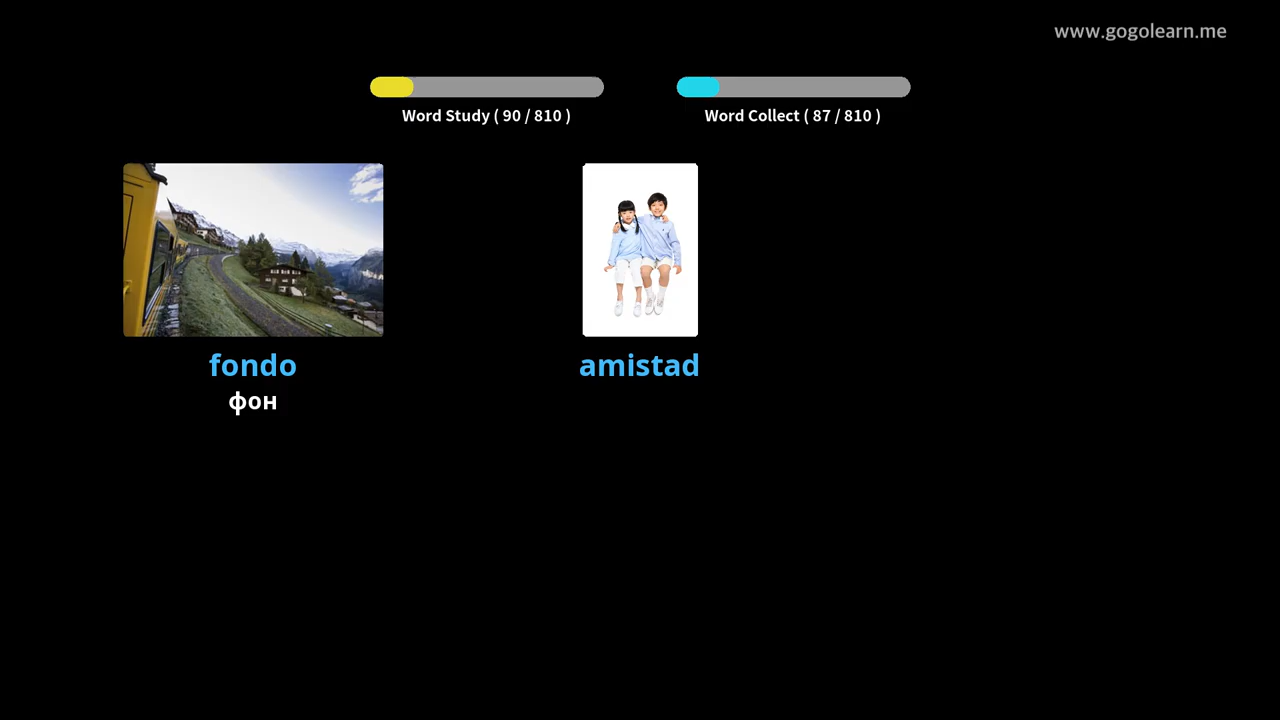 www.gogolearn.me
Word Study ( 90 / 810 )
Word Collect ( 87 / 810 )
fondo
фон
amistad